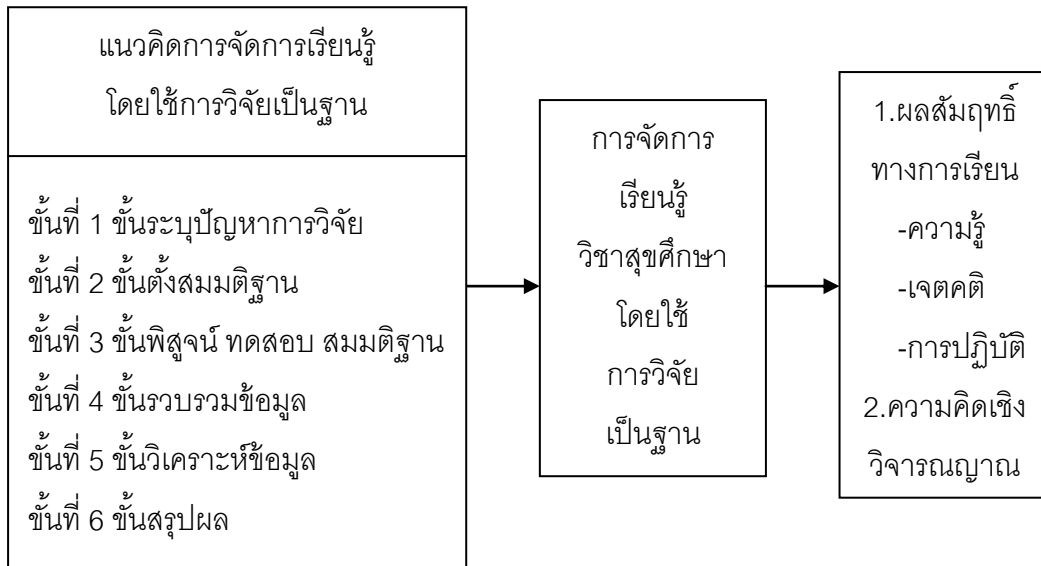 แนวคิดการจัดการเรียนรู้
โดยใช้การวิจัยเป็นฐาน
ขั้นที่ 1 ขั้นระบุปัญหาการวิจัย
ขั้นที่ 2 ขั้นตั้งสมมติฐาน
ขั้นที่ 3 ขั้นพิสูจน์ ทดสอบ สมมติฐาน
ขั้นที่ 4 ขั้นรวบรวมข้อมูล
ขั้นที่ 5 ขั้นวิเคราะห์ข้อมูล
ขั้นที่ 6 ขั้นสรุปผล
การจัดการ
เรียนรู้
วิชาสุขศึกษา
โดยใช้
การวิจัย
เป็นฐาน
1.ผลสัมฤทธิ์
ทางการเรียน
-ความรู้
-เจตคติ
-การปฏิบัติ
2.ความคิดเชิง
วิจารณญาณ